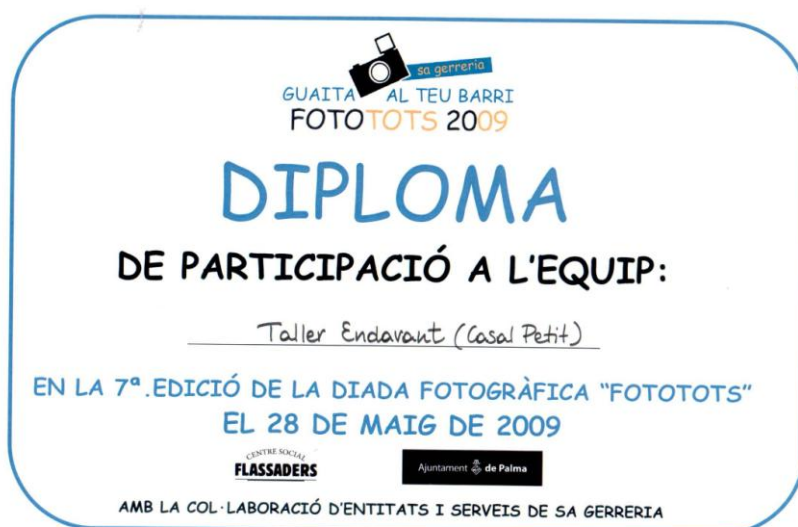 sa gerreria
GUAITA AL TEU BARRI
FOTOTOTS 2009
DIPLOMA
DE PARTICIPACIÓ A L'EQUIP:
Taller Endavant (Casal Petit)
EN LA 7ª.EDICIÓ DE LA DIADA FOTOGRÀFICA "FOTOTOTS"
EL 28 DE MAIG DE 2009
CENTRE SOCIAL
FLASSADERS
Ajuntament de Palma
AMB LA COL·LABORACIÓ D'ENTITATS I SERVEIS DE SA GERRERIA